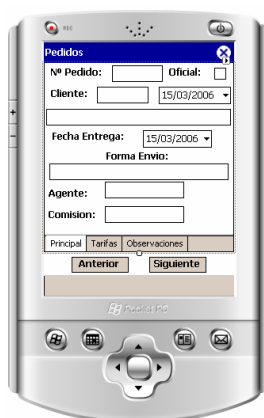 REC
Pedidos
Nº Pedido: Oficial:
Cliente: 15/03/2006
Fecha Entrega: 15/03/2006
Forma Envio:
Agente:
Comision:
Principal Tarifas Observaciones
Anterior Siguiente
Pocket PC